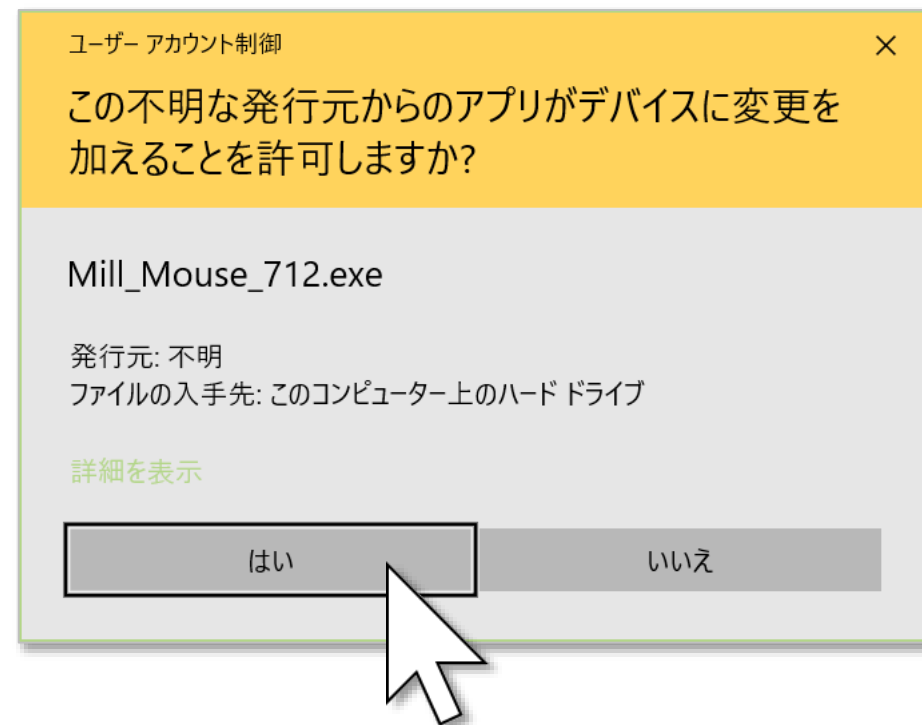 ユーザー アカウント制御
この不明な発行元からのアプリがデバイスに変更を
加えることを許可しますか?
Mill_Mouse_712.exe
発行元: 不明
ファイルの入手先: このコンピューター上のハード ドライブ
詳細を表示
はい
いいえ